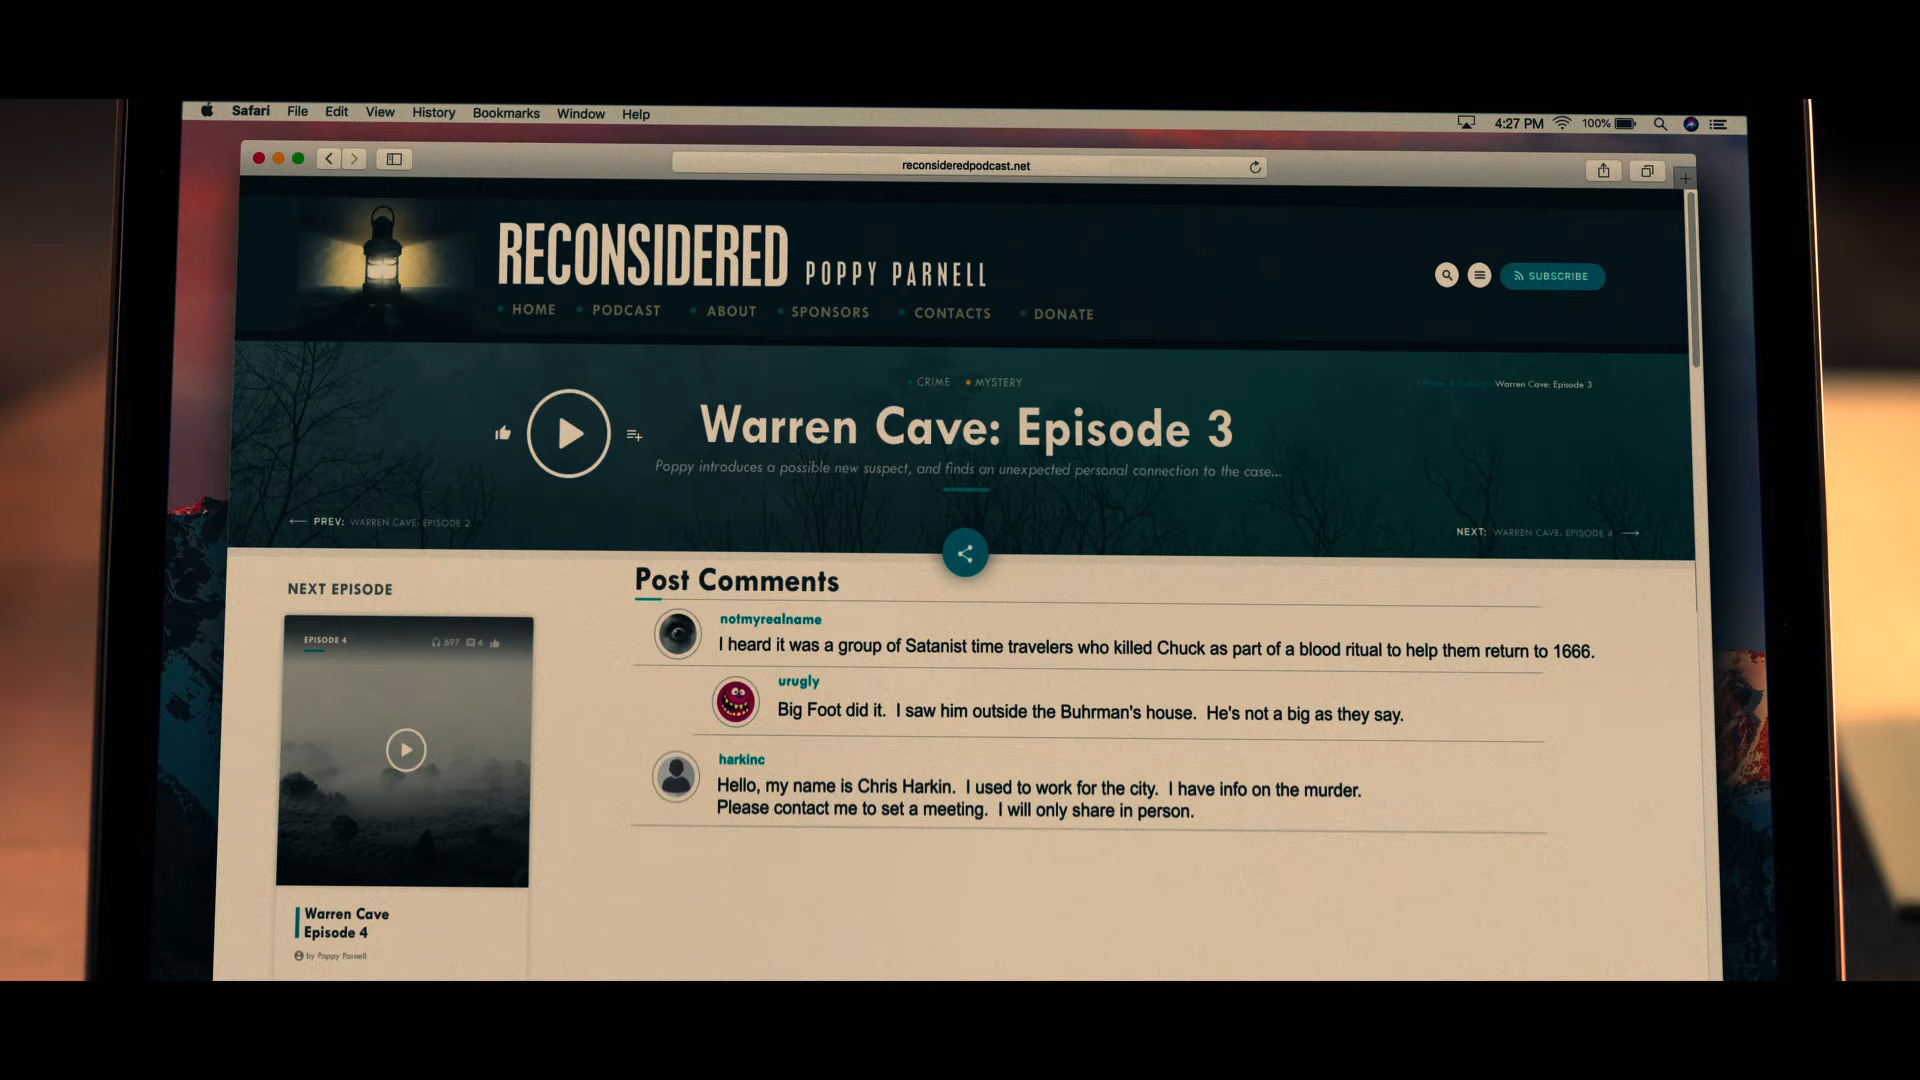 Safari File Edit View History Bookmarks Window Help
4:27 PM 100%
reconsideredpodcast.net
RECONSIDERED POPPY PARNELL
SUBSCRIBE
HOME PODCAST ABOUT SPONSORS CONTACTS DONATE
CRIME MYSTERY
Warren Cave: Episode 3
Warren Cave: Episode 3
Poppy introduces a possible new suspect, and finds an unexpected personal connection to the case...
PREV: WARREN CAVE: EPISODE 2
NEXT: WARREN CAVE: EPISODE 4
NEXT EPISODE
EPISODE 4
697 4
Warren Cave
Episode 4
by Poppy Parnell
Post Comments
notmyrealname
I heard it was a group of Satanist time travelers who killed Chuck as part of a blood ritual to help them return to 1666.
urugly
Big Foot did it. I saw him outside the Buhrman's house. He's not a big as they say.
harkinc
Hello, my name is Chris Harkin. I used to work for the city. I have info on the murder.
Please contact me to set a meeting. I will only share in person.